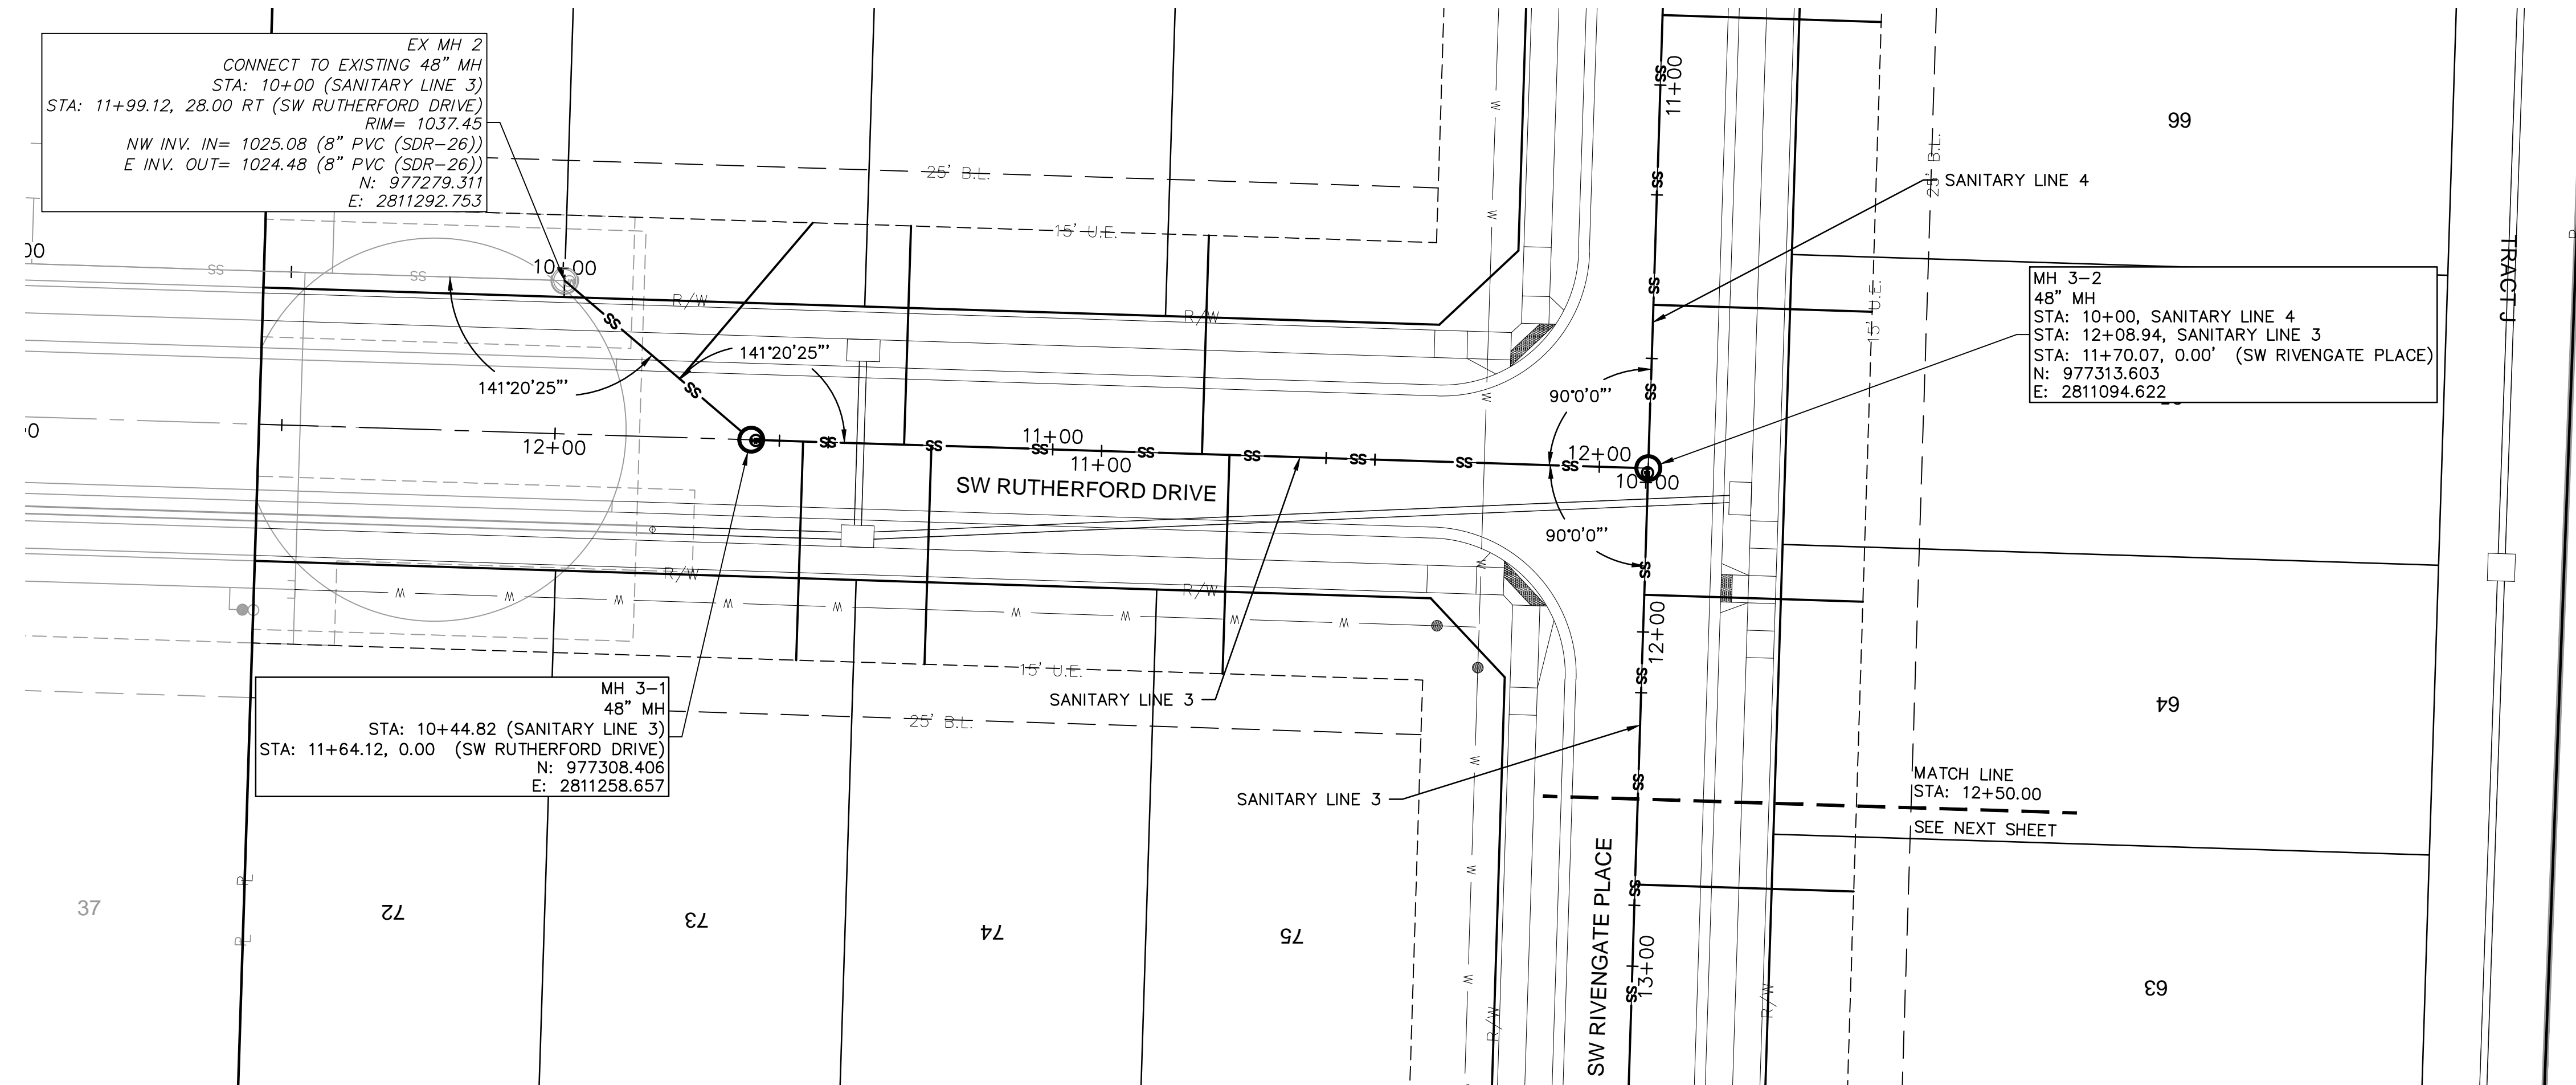 EX MH 2
CONNECT TO EXISTING 48" MH
STA: 10+00 (SANITARY LINE 3)
STA: 11+99.12, 28.00 RT (SW RUTHERFORD DRIVE)
RIM= 1037.45
NW INV. IN= 1025.08 (8" PVC (SDR-26))
E INV. OUT= 1024.48 (8" PVC (SDR-26))
N: 977279.311
E: 2811292.753
11+00
66
25' B.L.
25' B.L.
SANITARY LINE 4
15' U.E.
TRACT J
00
SS
SS
10+00
R/W
R/W
15' U.E.
MH 3-2
48" MH
STA: 10+00, SANITARY LINE 4
STA: 12+08.94, SANITARY LINE 3
STA: 11+70.07, 0.00' (SW RIVENGATE PLACE)
N: 977313.603
E: 2811094.622
141°20'25"'
141°20'25"'
90°0'0"'
12+00
11+00
11+00
12+00
10+00
SW RUTHERFORD DRIVE
90°0'0"'
R/W
R/W
W W W W W W W W W
12+00
15' U.E.
25' B.L.
SANITARY LINE 3
64
MH 3-1
48" MH
STA: 10+44.82 (SANITARY LINE 3)
STA: 11+64.12, 0.00 (SW RUTHERFORD DRIVE)
N: 977308.406
E: 2811258.657
SANITARY LINE 3
MATCH LINE
STA: 12+50.00
SEE NEXT SHEET
SW RIVENGATE PLACE
37
72
73
74
75
13+00
63
R/W
R/W